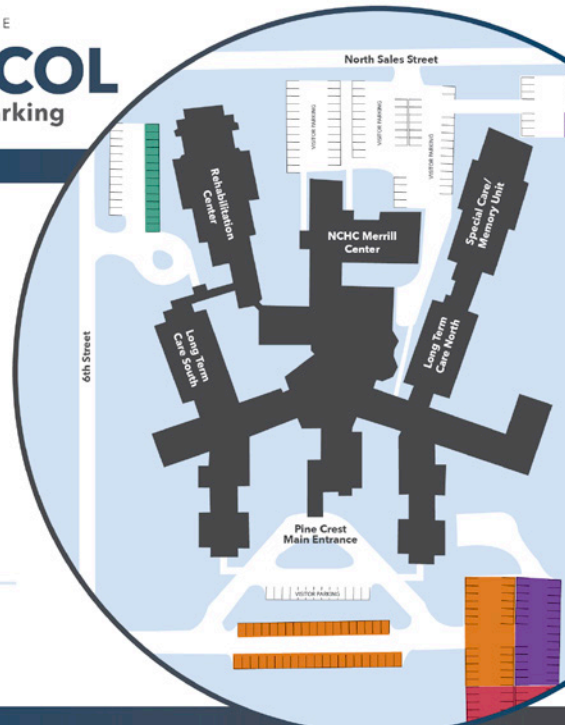 E
COL
arking
North Sales Street
VISITOR PARKING
VISITOR PARKING
VISITOR PARKING
Rehabilitation
Center
NCHC Merrill
Center
Special Care/
Memory Unit
6th Street
Long Term
Care South
Long Term
Care North
Pine Crest
Main Entrance
VISITOR PARKING